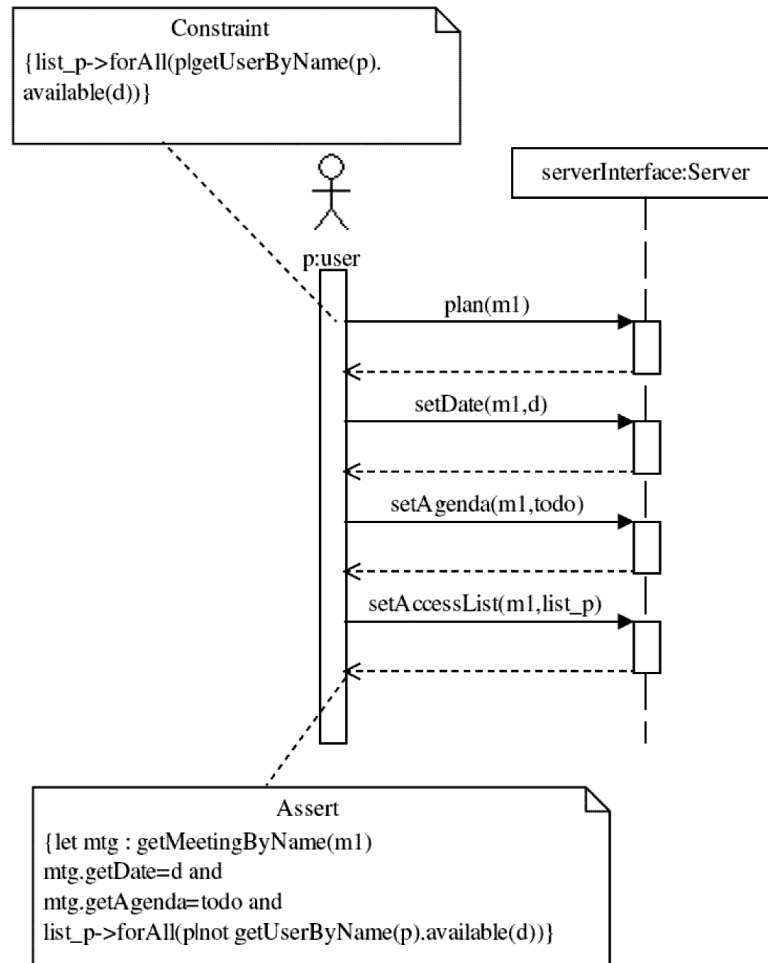 Constraint
{list_p->forAll(p|getUserByName(p).
available(d))}
serverInterface:Server
p:user
plan(m1)
setDate(m1,d)
setAgenda(m1,todo)
setAccessList(m1,list_p)
Assert
{let mtg : getMeetingByName(m1)
mtg.getDate=d and
mtg.getAgenda=todo and
list_p->forAll(p|not getUserByName(p).available(d))}